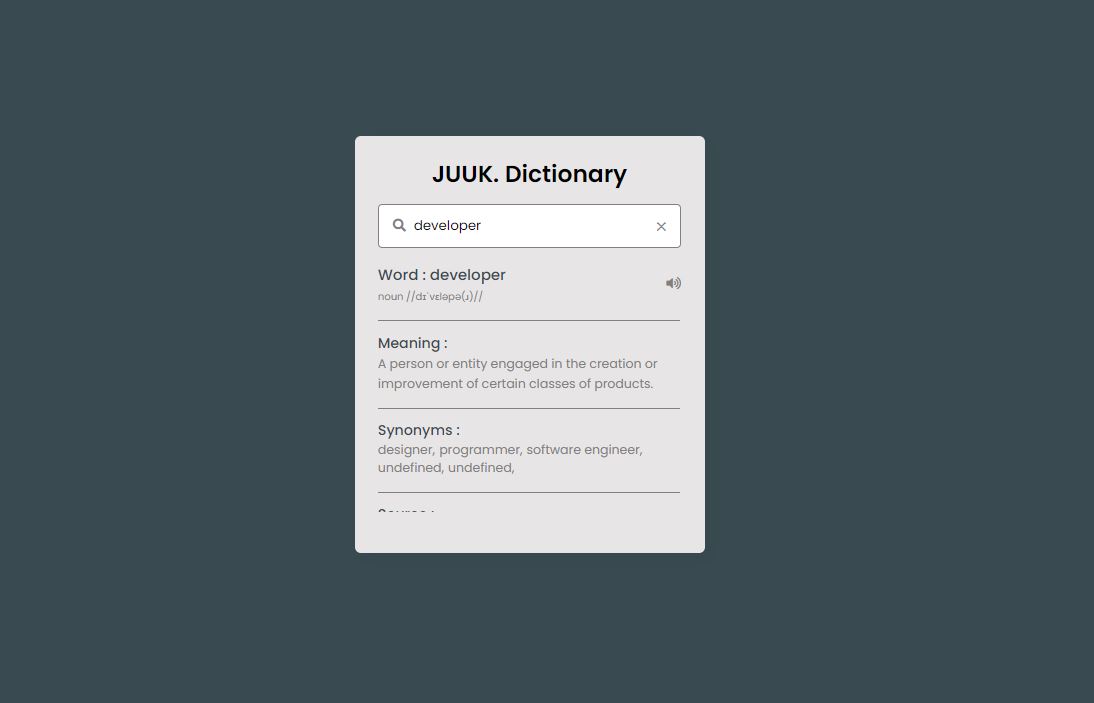 JUUK. Dictionary
developer
Word : developer
noun //dɪˈvɛləpə(ɹ)//
Meaning :
A person or entity engaged in the creation or
improvement of certain classes of products.
Synonyms :
designer, programmer, software engineer,
undefined, undefined,
Source :